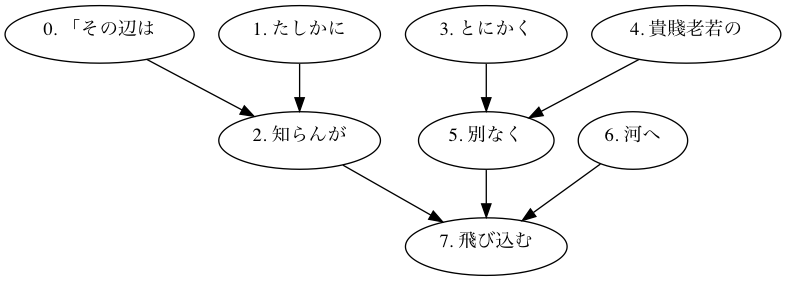 0. 「その辺は
1. たしかに
3. とにかく
4. 貴賤老若の
2. 知らんが
5. 別なく
6. 河へ
7. 飛び込む